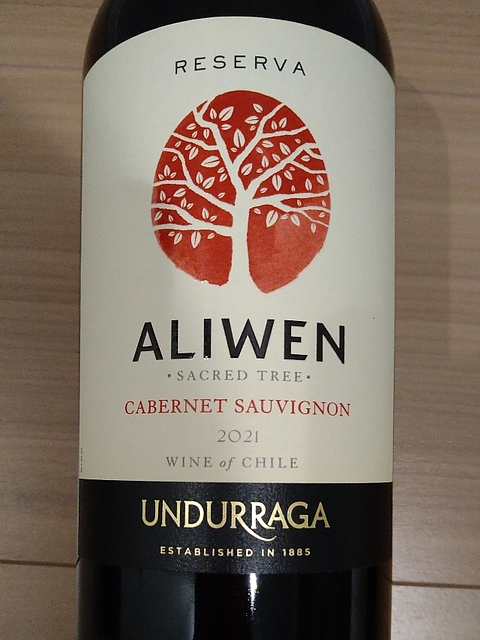 RESERVA
ALIWEN
·SACRED TREE·
CABERNET SAUVIGNON
2021
WINE of CHILE
UNDURRAGA
ESTABLISHED IN 1885